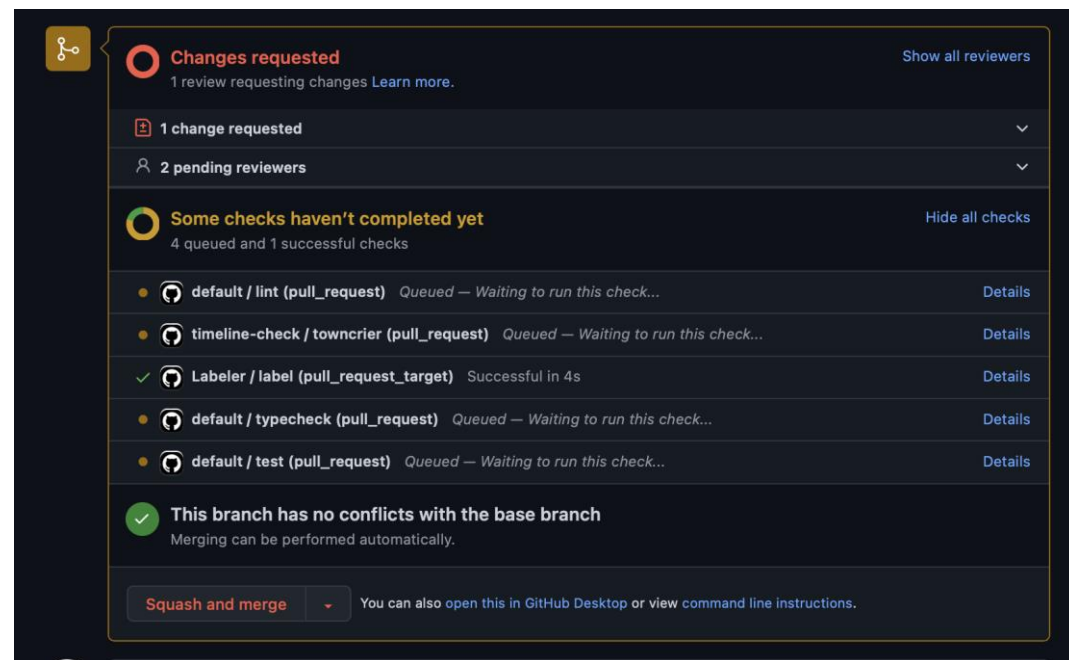 Changes requested
Show all reviewers
1 review requesting changes Learn more.
1 change requested
2 pending reviewers
Some checks haven’t completed yet
Hide all checks
4 queued and 1 successful checks
default / lint (pull_request) Queued — Waiting to run this check...
Details
timeline-check / towncrier (pull_request) Queued — Waiting to run this check...
Details
Labeler / label (pull_request_target) Successful in 4s
Details
default / typecheck (pull_request) Queued — Waiting to run this check...
Details
default / test (pull_request) Queued — Waiting to run this check...
Details
This branch has no conflicts with the base branch
Merging can be performed automatically.
Squash and merge
You can also open this in GitHub Desktop or view command line instructions.